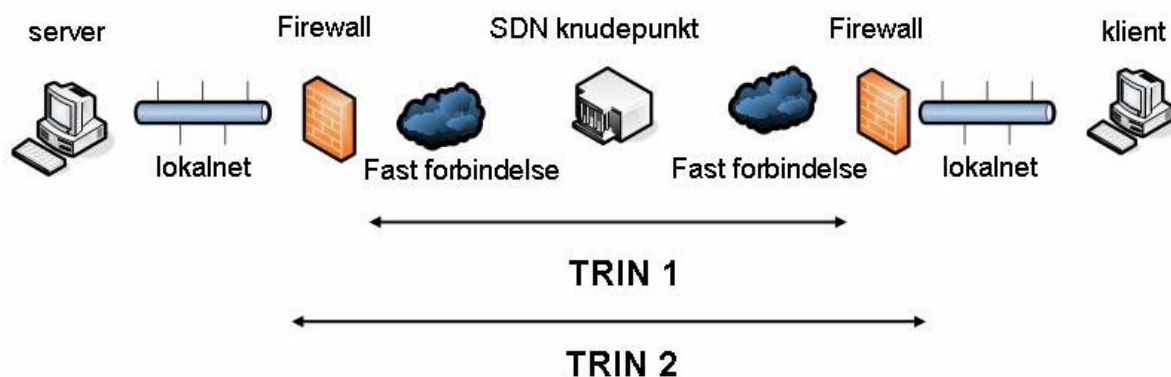 server
Firewall
SDN knudepunkt
Firewall
klient
lokalnet
Fast forbindelse
Fast forbindelse
lokalnet
TRIN 1
TRIN 2